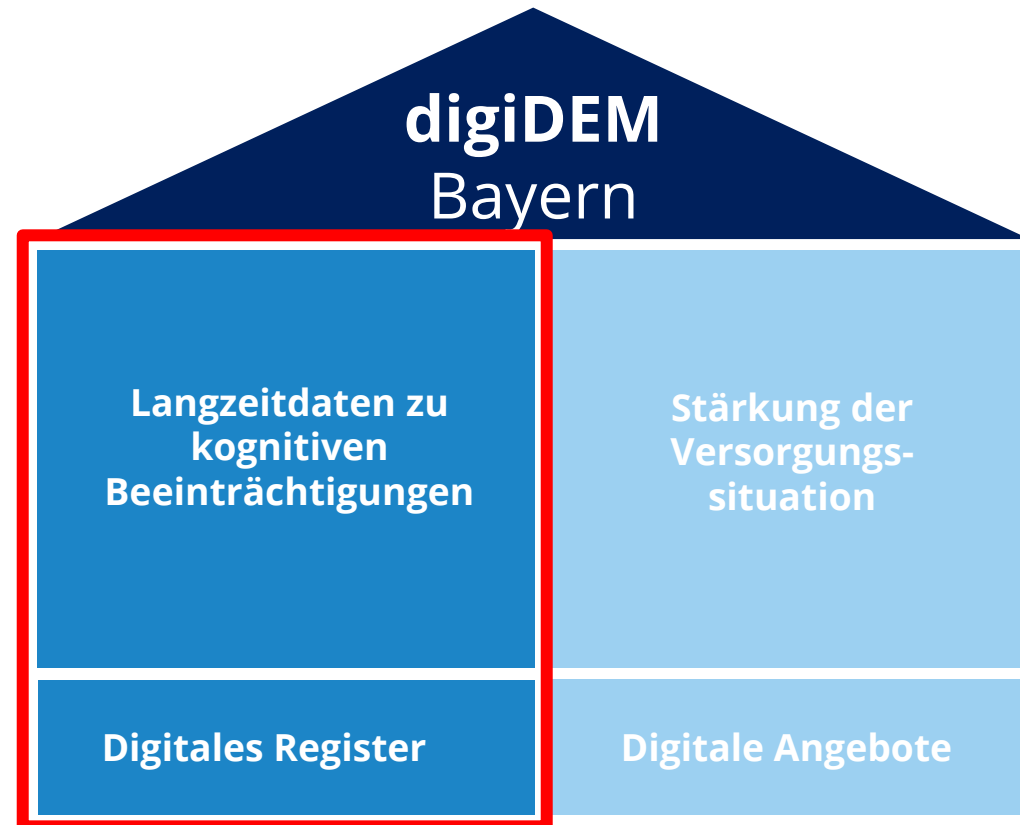 digiDEM
Bayern
Langzeitdaten zu
kognitiven
Beeinträchtigungen
Stärkung der
Versorgungs-
situation
Digitales Register
Digitale Angebote